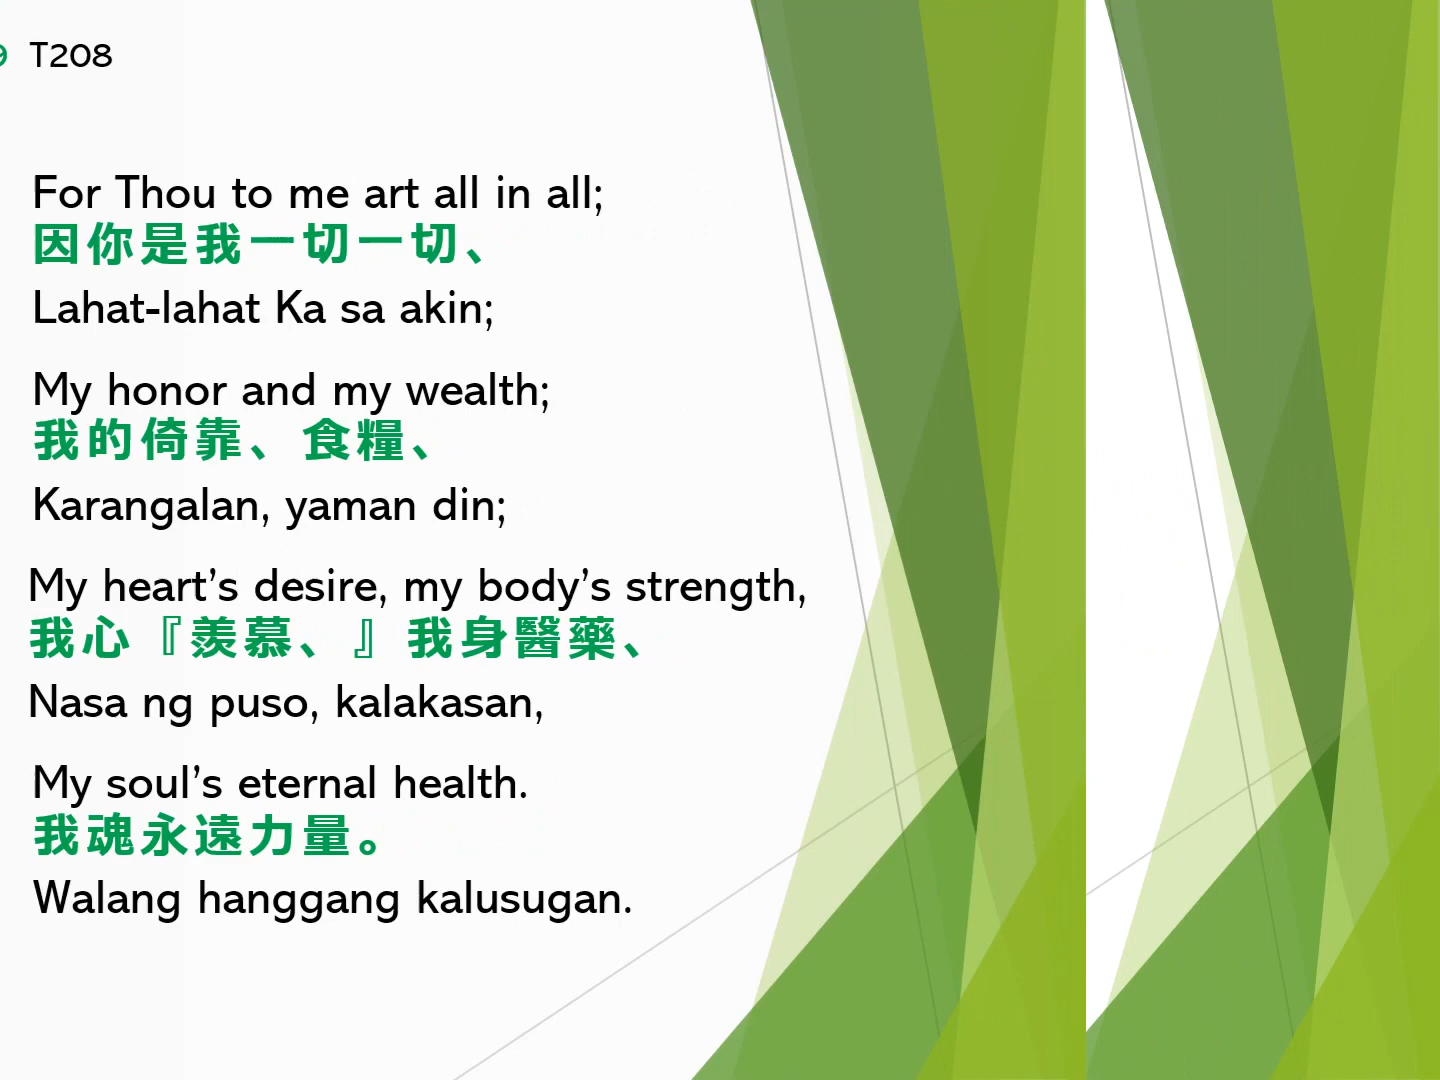 T208
For Thou to me art all in all;
因你是我一切一切、
Lahat-lahat Ka sa akin;
My honor and my wealth;
我的倚靠、食糧、
Karangalan, yaman din;
My heart’s desire, my body’s strength,
我心『羨慕、』我身醫藥、
Nasa ng puso, kalakasan,
My soul’s eternal health.
我魂永遠力量。
Walang hanggang kalusugan.